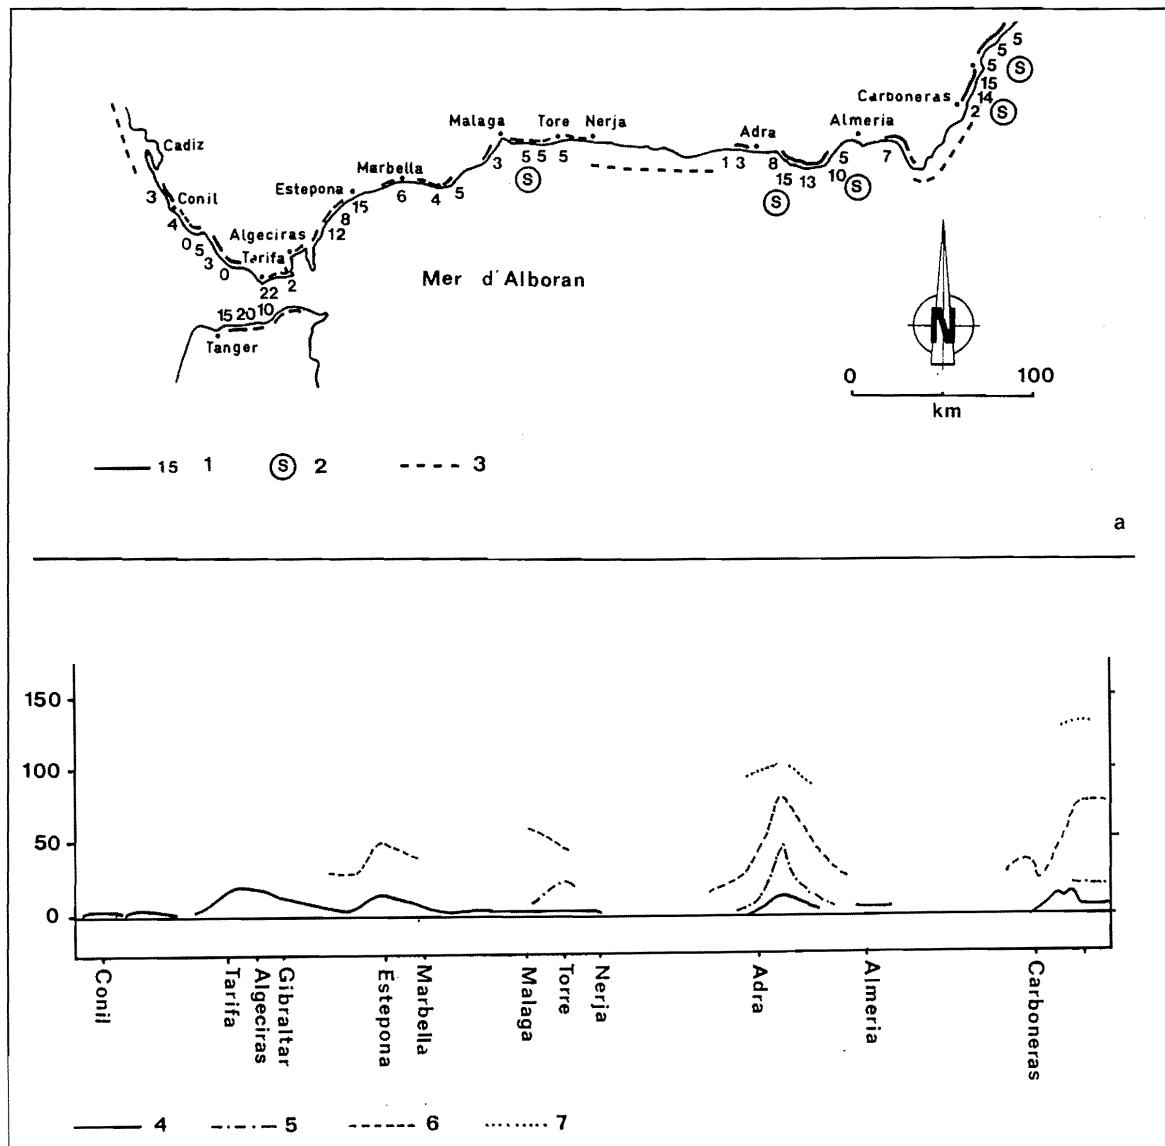 Cadiz
3
Conil
4
0
5
3
0
Tarifa
22
Algeciras
2
12
8
15
Estepona
Marbella
6
4
5
Malaga
3
5
5
5
S
Tore
Nerja
1 3
Adra
8
15
13
10
5
S
S
Almeria
7
Carboneras
2
14
15
5
5
5
S
S
15 20 10
Tanger
Mer d'Alboran
N
0 100
km
15 1
S 2
3
a
150
100
50
0
Conil
Tarifa
Algeciras
Gibraltar
Estepona
Marbella
Malaga
Torre
Nerja
Adra
Almeria
Carboneras
4 5 6 7